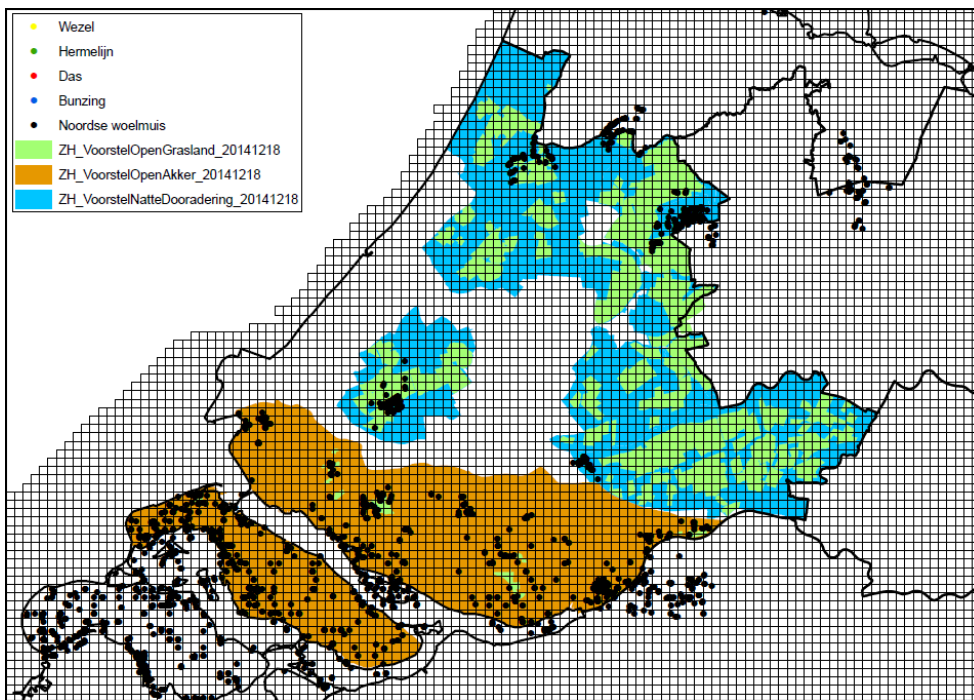 Wezel
Hermelijn
Das
Bunzing
Noordse woelmuis
ZH_VoorstelOpenGrasland_20141218
ZH_VoorstelOpenAkker_20141218
ZH_VoorstelNatteDooradering_20141218